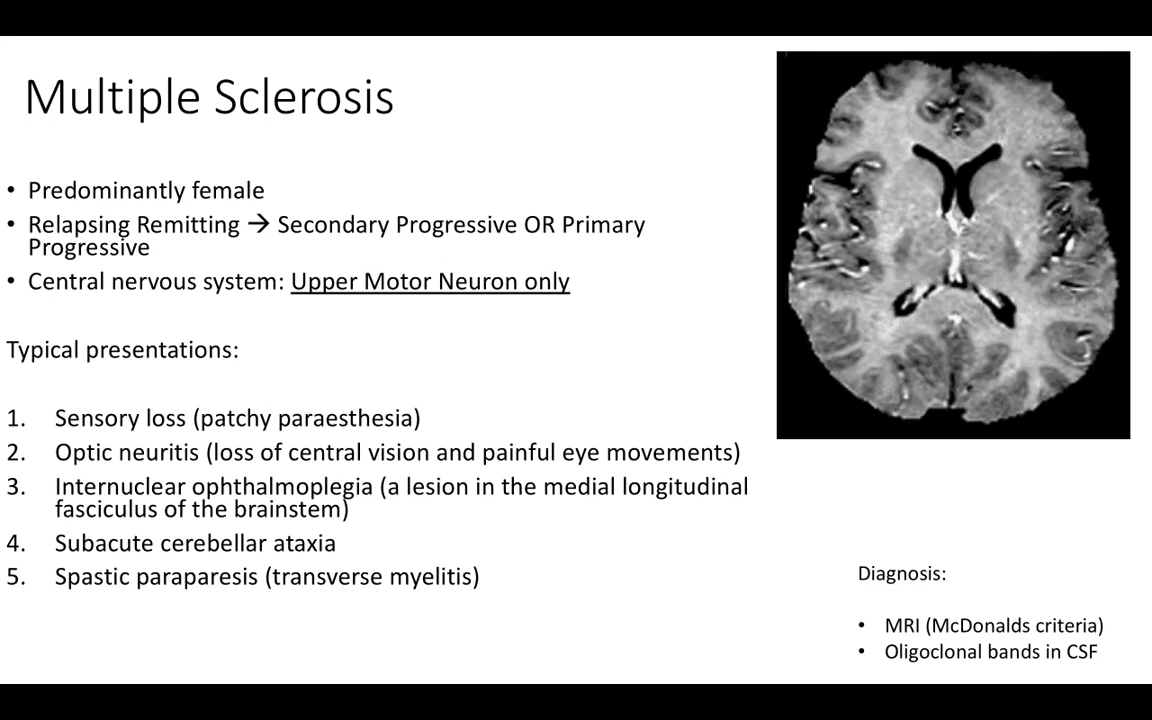 Multiple Sclerosis
• Predominantly female
• Relapsing Remitting → Secondary Progressive OR Primary
Progressive
• Central nervous system: Upper Motor Neuron only
Typical presentations:
1. Sensory loss (patchy paraesthesia)
2. Optic neuritis (loss of central vision and painful eye movements)
3. Internuclear ophthalmoplegia (a lesion in the medial longitudinal
fasciculus of the brainstem)
4. Subacute cerebellar ataxia
5. Spastic paraparesis (transverse myelitis)
Diagnosis:
• MRI (McDonalds criteria)
• Oligoclonal bands in CSF